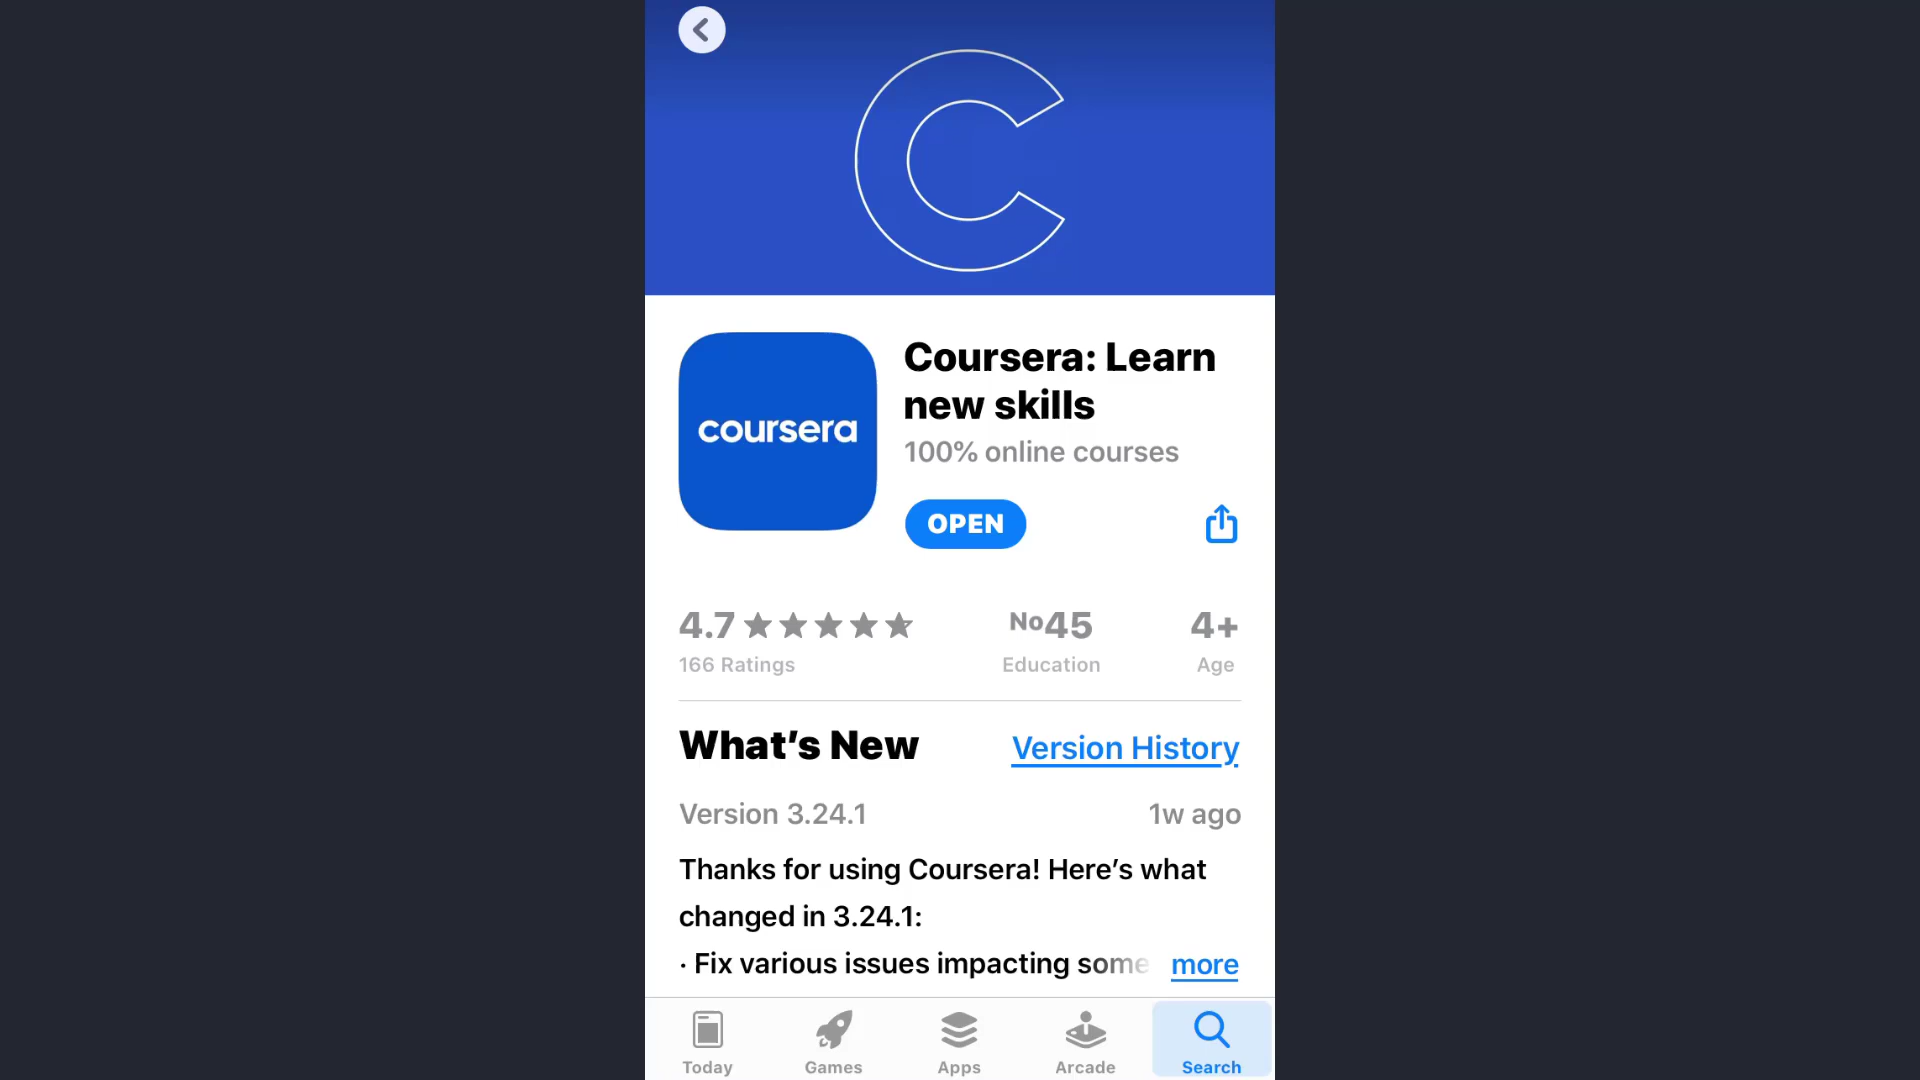 coursera
Coursera: Learn
new skills
100% online courses
OPEN
4.7
166 Ratings
No45
Education
4+
Age
What’s New
Version History
Version 3.24.1
1w ago
Thanks for using Coursera! Here’s what
changed in 3.24.1:
· Fix various issues impacting some
more
Today
Games
Apps
Arcade
Search